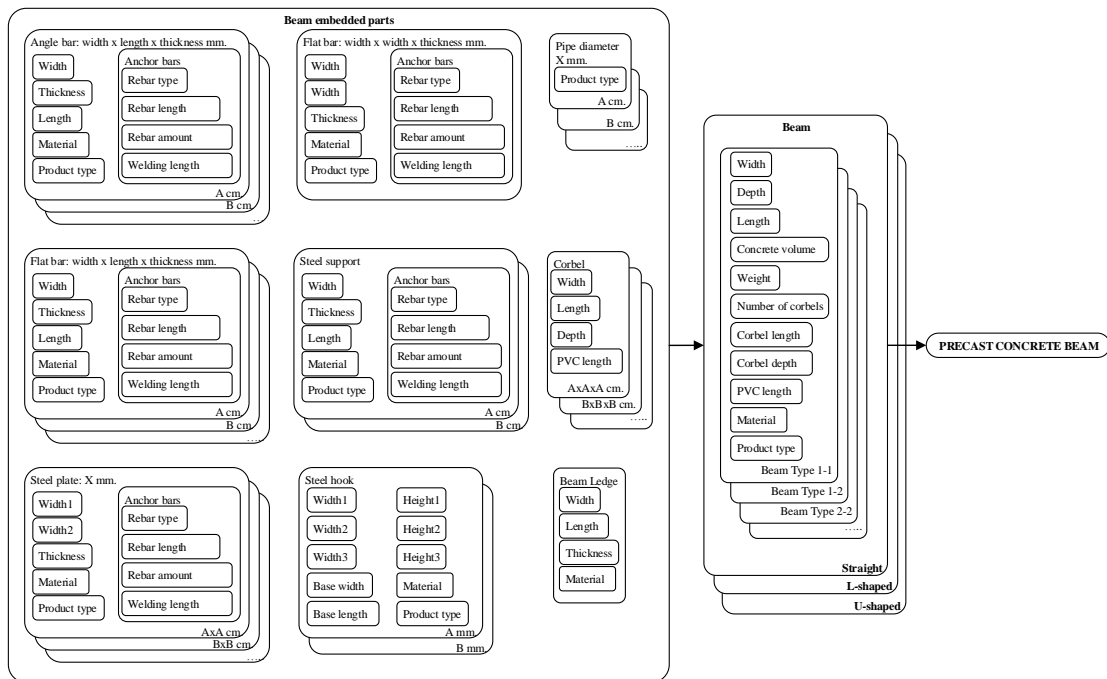 Beam embedded parts
Angle bar: width x length x thickness mm.
Width
Thickness
Length
Material
Product type
Anchor bars
Rebar type
Rebar length
Rebar amount
Welding length
A cm.
B cm.
.....
Flat bar: width x width x thickness mm.
Width
Width
Thickness
Material
Product type
Anchor bars
Rebar type
Rebar length
Rebar amount
Welding length
Pipe diameter
X mm.
Product type
A cm.
B cm.
.....
Flat bar: width x length x thickness mm.
Width
Thickness
Length
Material
Product type
Anchor bars
Rebar type
Rebar length
Rebar amount
Welding length
A cm.
B cm.
.....
Steel support
Width
Thickness
Length
Material
Product type
Anchor bars
Rebar type
Rebar length
Rebar amount
Welding length
A cm.
B cm.
Corbel
Width
Length
Depth
PVC length
AxAxA cm.
BxBxB cm.
.....
Steel plate: X mm.
Width1
Width2
Thickness
Material
Product type
Anchor bars
Rebar type
Rebar length
Rebar amount
Welding length
AxA cm.
BxB cm.
.....
Steel hook
Width1
Width2
Width3
Base width
Base length
Height1
Height2
Height3
Material
Product type
A mm.
B mm.
Beam Ledge
Width
Length
Thickness
Material
Beam
Width
Depth
Length
Concrete volume
Weight
Number of corbels
Corbel length
Corbel depth
PVC length
Material
Product type
Beam Type 1-1
Beam Type 1-2
Beam Type 2-2
.....
Straight
L-shaped
U-shaped
PRECAST CONCRETE BEAM